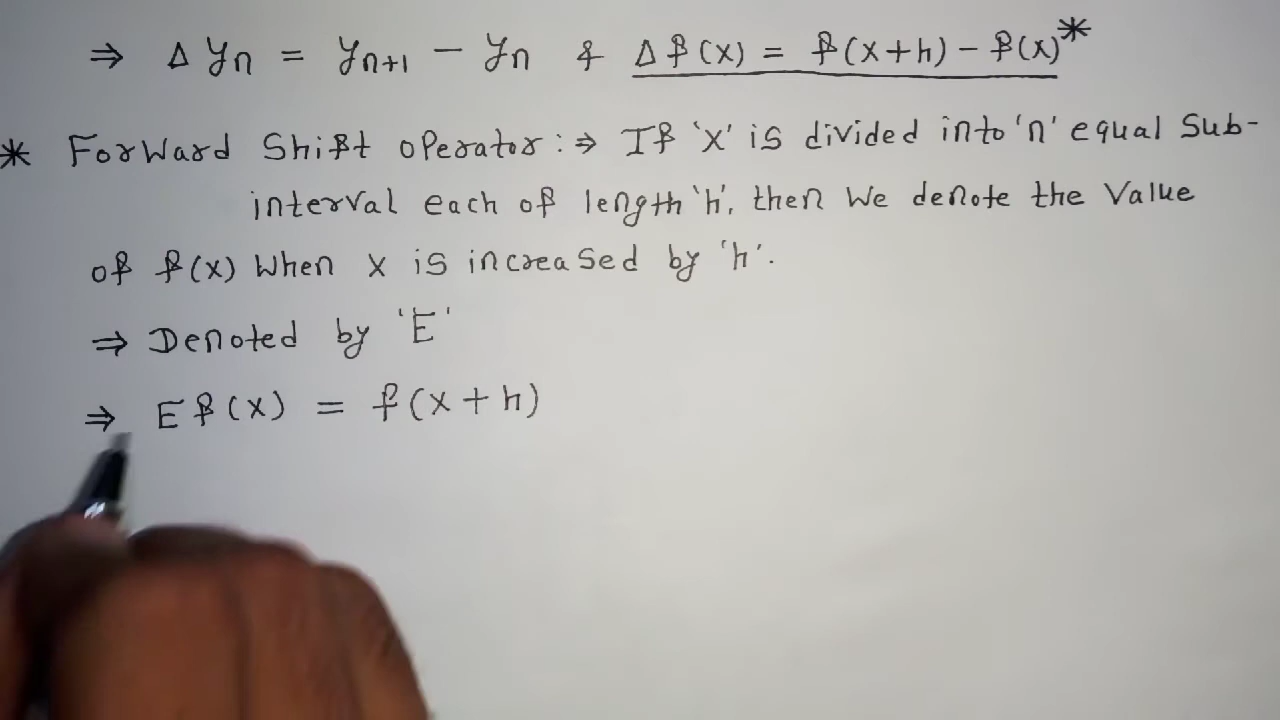 ⇒ Δ yn = yn+1 − yn & Δ f(x) = f(x+h) − f(x)*
* Forward Shift operator :⇒ If 'x' is divided into 'n' equal Sub-
interval each of length 'h', then We denote the Value
of f(x) When x is increased by 'h'.
⇒ Denoted by 'E'
⇒ E f(x) = f(x+h)